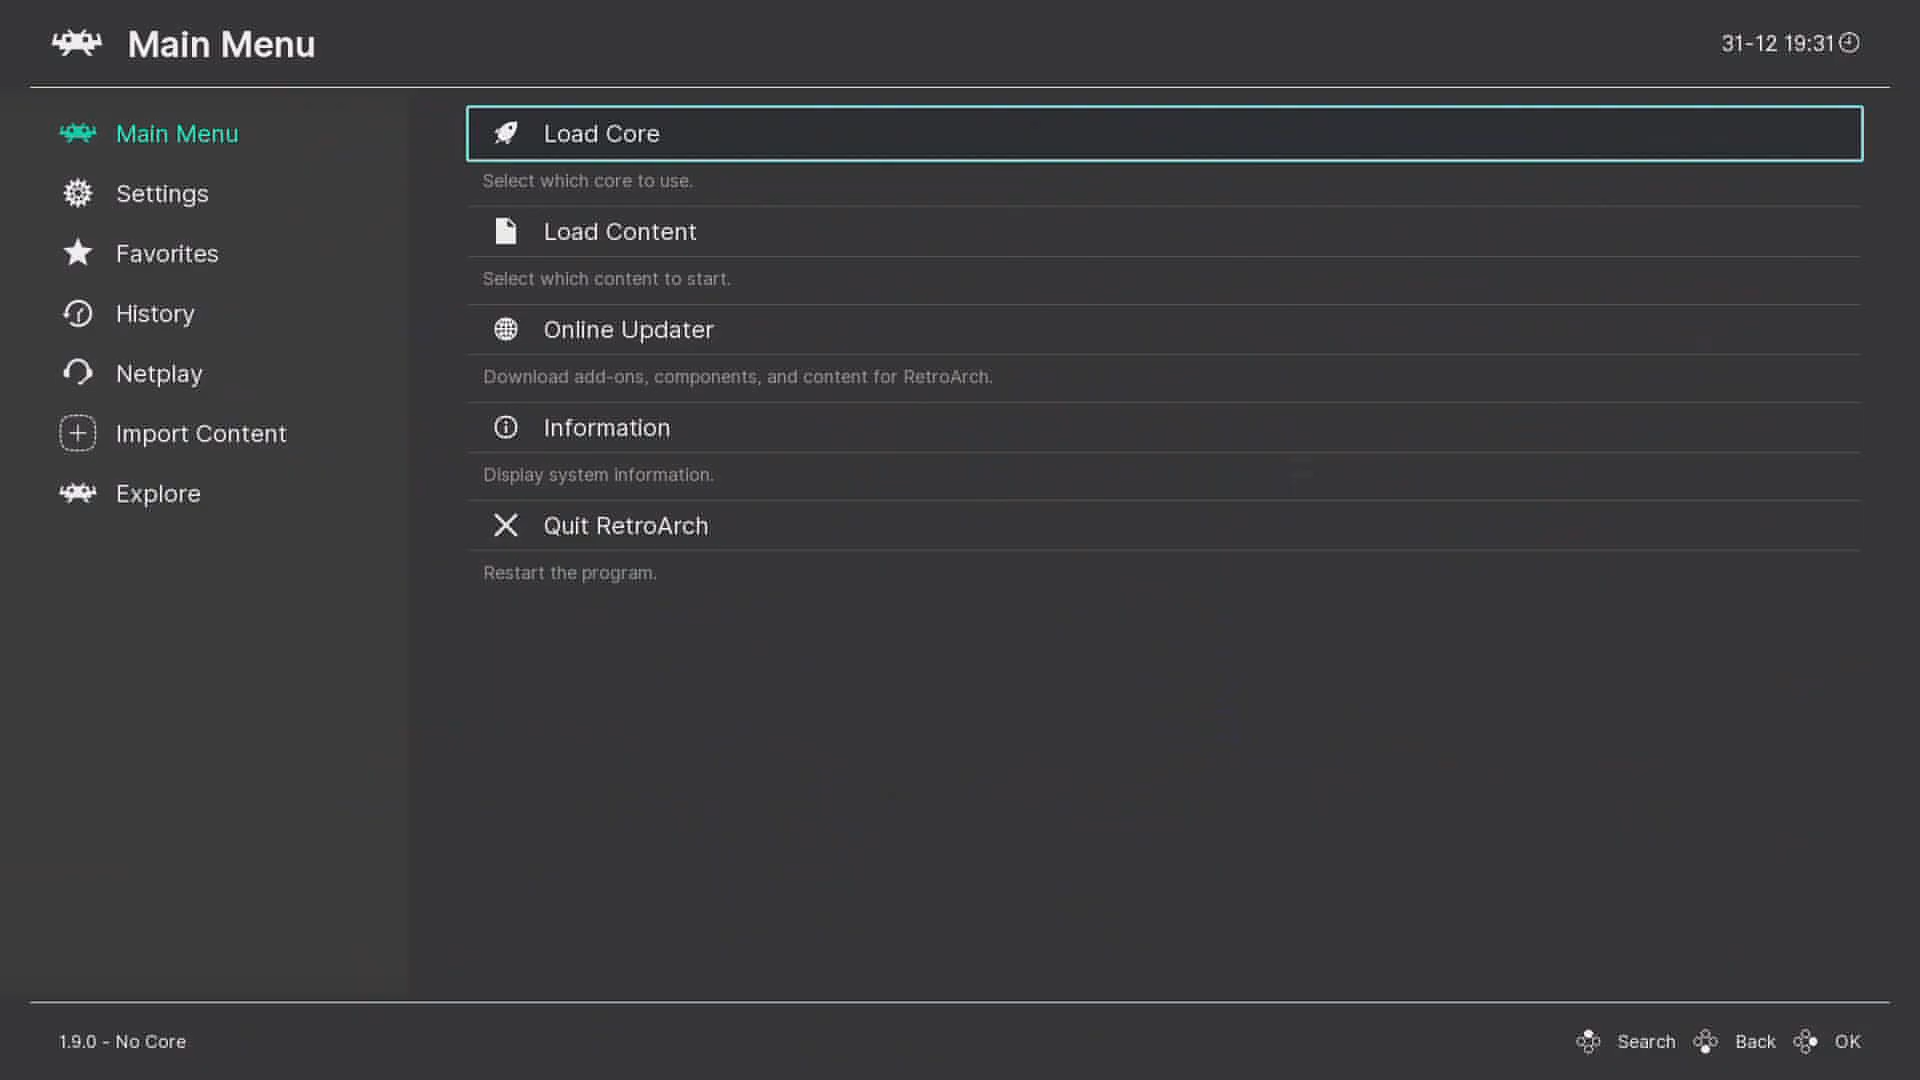 Main Menu
31-12 19:31
Main Menu
Settings
Favorites
History
Netplay
Import Content
Explore
Load Core
Select which core to use.
Load Content
Select which content to start.
Online Updater
Download add-ons, components, and content for RetroArch.
Information
Display system information.
Quit RetroArch
Restart the program.
1.9.0 - No Core
Search Back OK